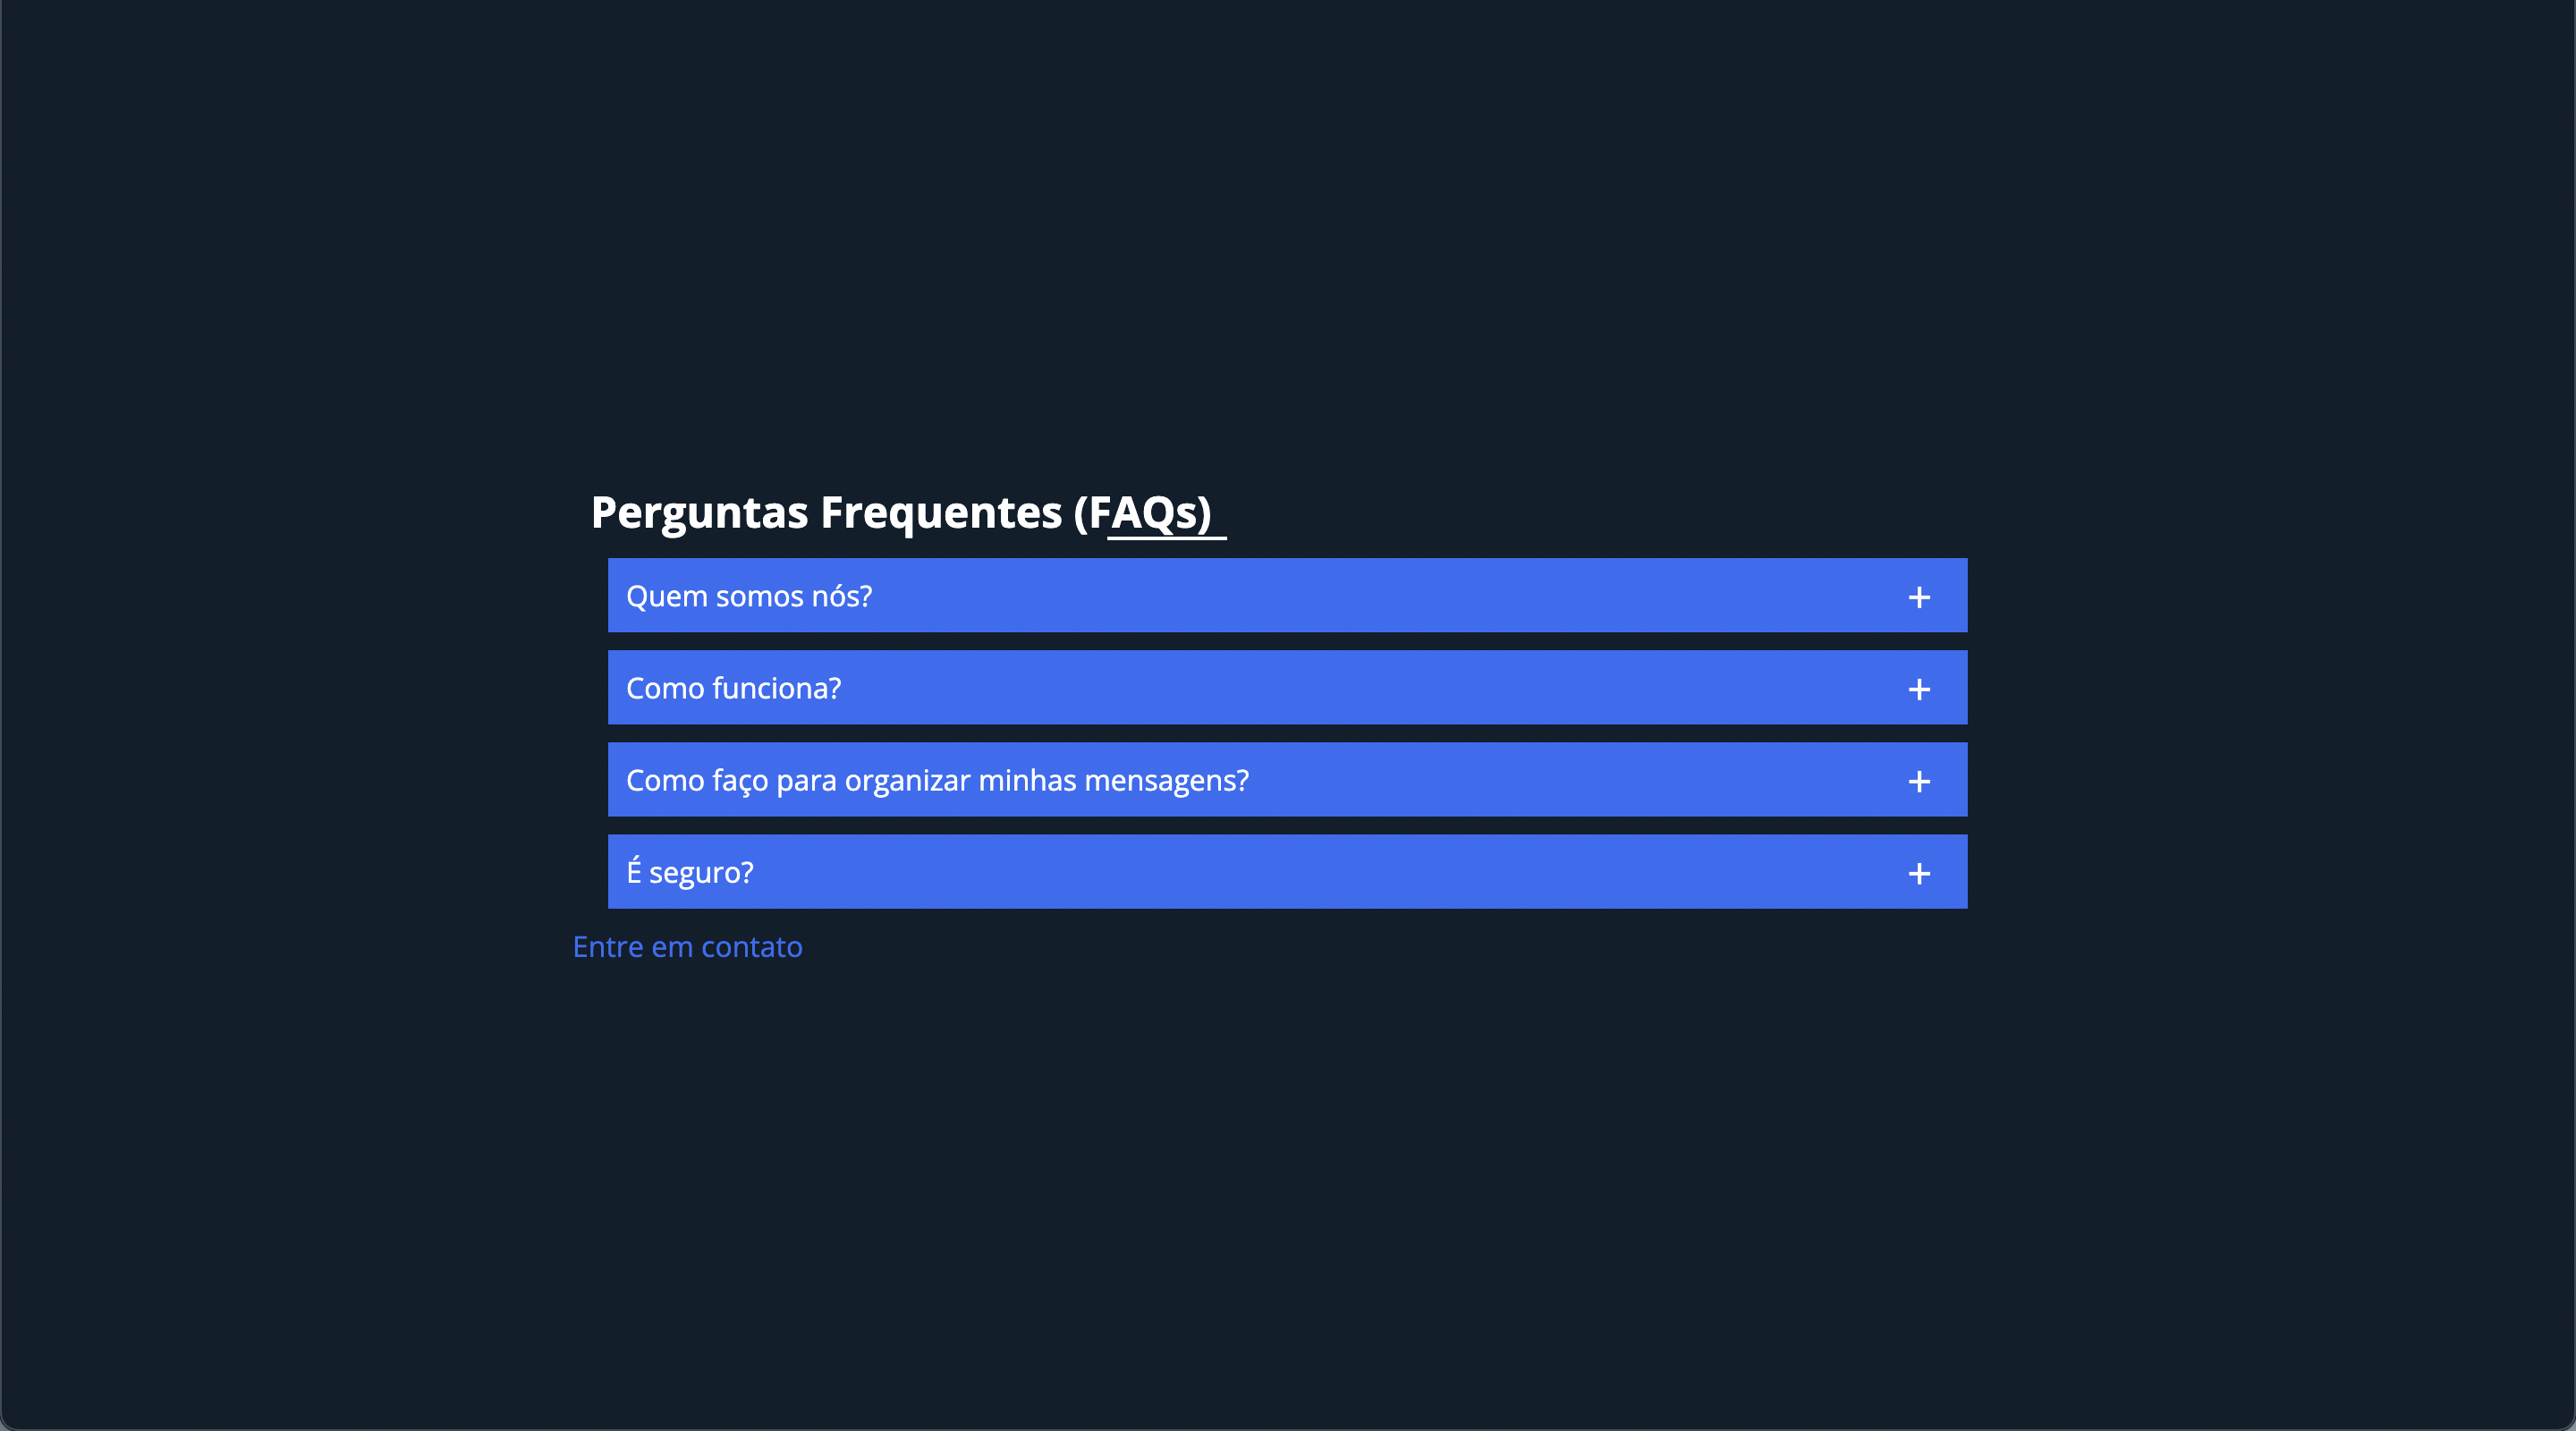 Perguntas Frequentes (FAQs)
Quem somos nós? +
Como funciona? +
Como faço para organizar minhas mensagens? +
É seguro? +
Entre em contato